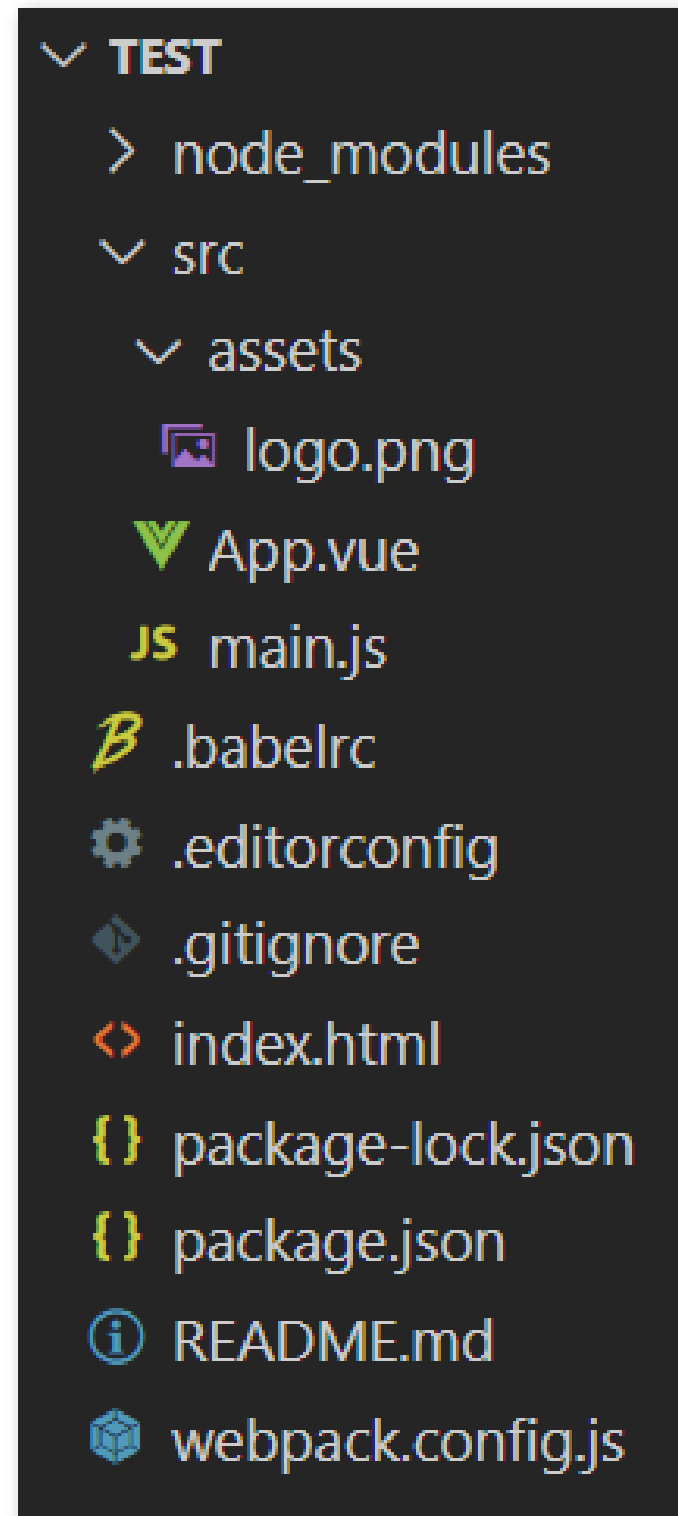 TEST
node_modules
src
assets
logo.png
App.vue
JS main.js
.babelrc
.editorconfig
.gitignore
index.html
package-lock.json
package.json
README.md
webpack.config.js